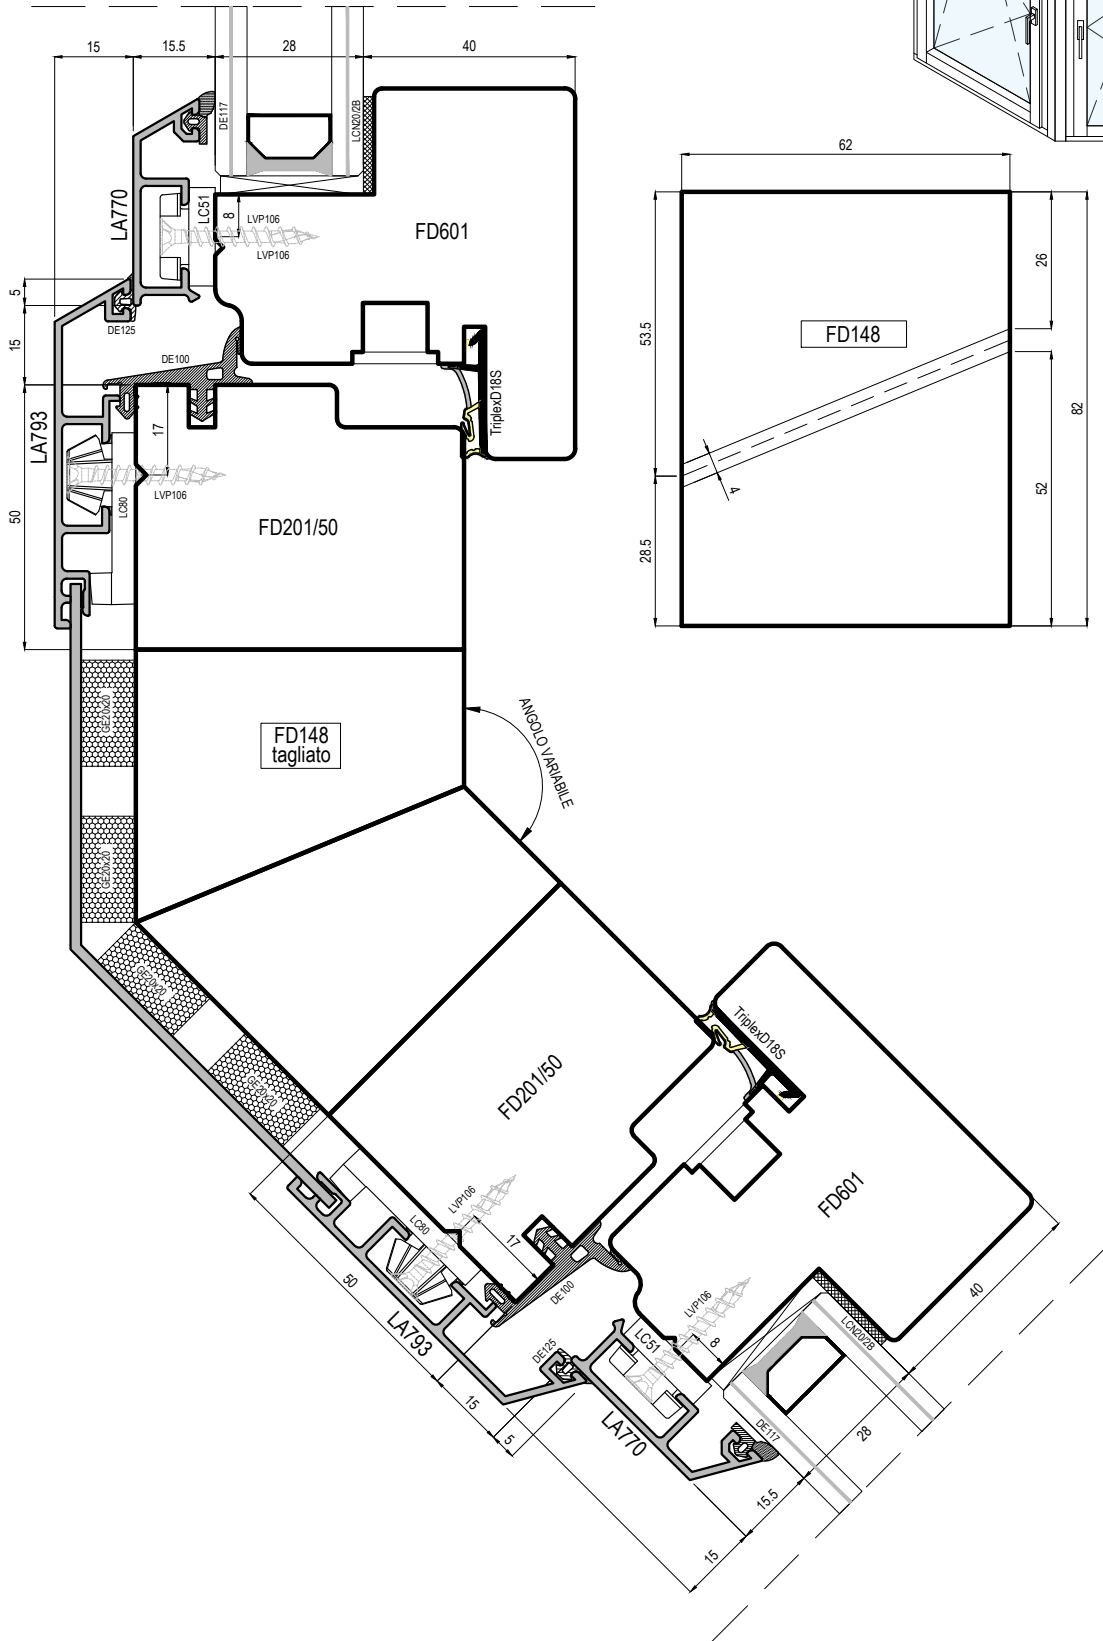 15
15.5
28
40
DE117
LCN20/2B
LA770
LC51
8
LVP106
LVP106
FD601
5
DE125
15
DE100
TriplexD18S
17
LA793
LVP106
LC80
FD201/50
50
GE20x20
FD148
tagliato
ANGOLO VARIABILE
GE20x20
GE20x20
GE20x20
62
26
53.5
FD148
82
4
52
28.5
TriplexD18S
FD201/50
FD601
LVP106
LC80
17
50
DE100
LVP106
40
LA793
DE125
LC51
8
LCN20/2B
15
5
LA770
DE117
28
15.5
15